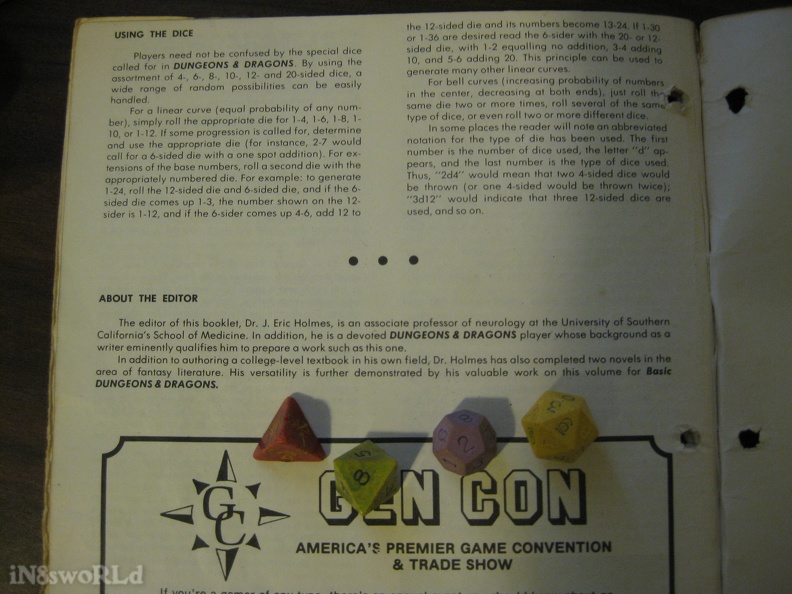 USING THE DICE
Players need not be confused by the special dice
called for in DUNGEONS & DRAGONS. By using the
assortment of 4-, 6-, 8-, 10-, 12- and 20-sided dice, a
wide range of random possibilities can be easily
handled.
For a linear curve (equal probability of any num-
ber), simply roll the appropriate die for 1-4, 1-6, 1-8, 1-
10, or 1-12. If some progression is called for, determine
and use the appropriate die (for instance, 2-7 would
call for a 6-sided die with a one spot addition). For ex-
tensions of the base numbers, roll a second die with the
appropriately numbered die. For example: to generate
1-24, roll the 12-sided die and 6-sided die, and if the 6-
sided die comes up 1-3, the number shown on the 12-
sider is 1-12, and if the 6-sider comes up 4-6, add 12 to
the 12-sided die and its numbers become 13-24. If 1-30
or 1-36 are desired read the 6-sider with the 20- or 12-
sided die, with 1-2 equalling no addition, 3-4 adding
10, and 5-6 adding 20. This principle can be used to
generate many other linear curves.
For bell curves (increasing probability of numbers
in the center, decreasing at both ends), just roll the
same die two or more times, roll several of the same
type of dice, or even roll two or more different dice.
In some places the reader will note an abbreviated
notation for the type of die has been used. The first
number is the number of dice used, the letter "d" ap-
pears, and the last number is the type of dice used.
Thus, "2d4" would mean that two 4-sided dice would
be thrown (or one 4-sided would be thrown twice);
"3d12" would indicate that three 12-sided dice are
used, and so on.
ABOUT THE EDITOR
The editor of this booklet, Dr. J. Eric Holmes, is an associate professor of neurology at the University of Southern
California's School of Medicine. In addition, he is a devoted DUNGEONS & DRAGONS player whose background as a
writer eminently qualifies him to prepare a work such as this one.
In addition to authoring a college-level textbook in his own field, Dr. Holmes has also completed two novels in the
area of fantasy literature. His versatility is further demonstrated by his valuable work on this volume for Basic
DUNGEONS & DRAGONS.
5
8
2
GC
GEN CON
AMERICA'S PREMIER GAME CONVENTION
& TRADE SHOW
iN8swoRLd